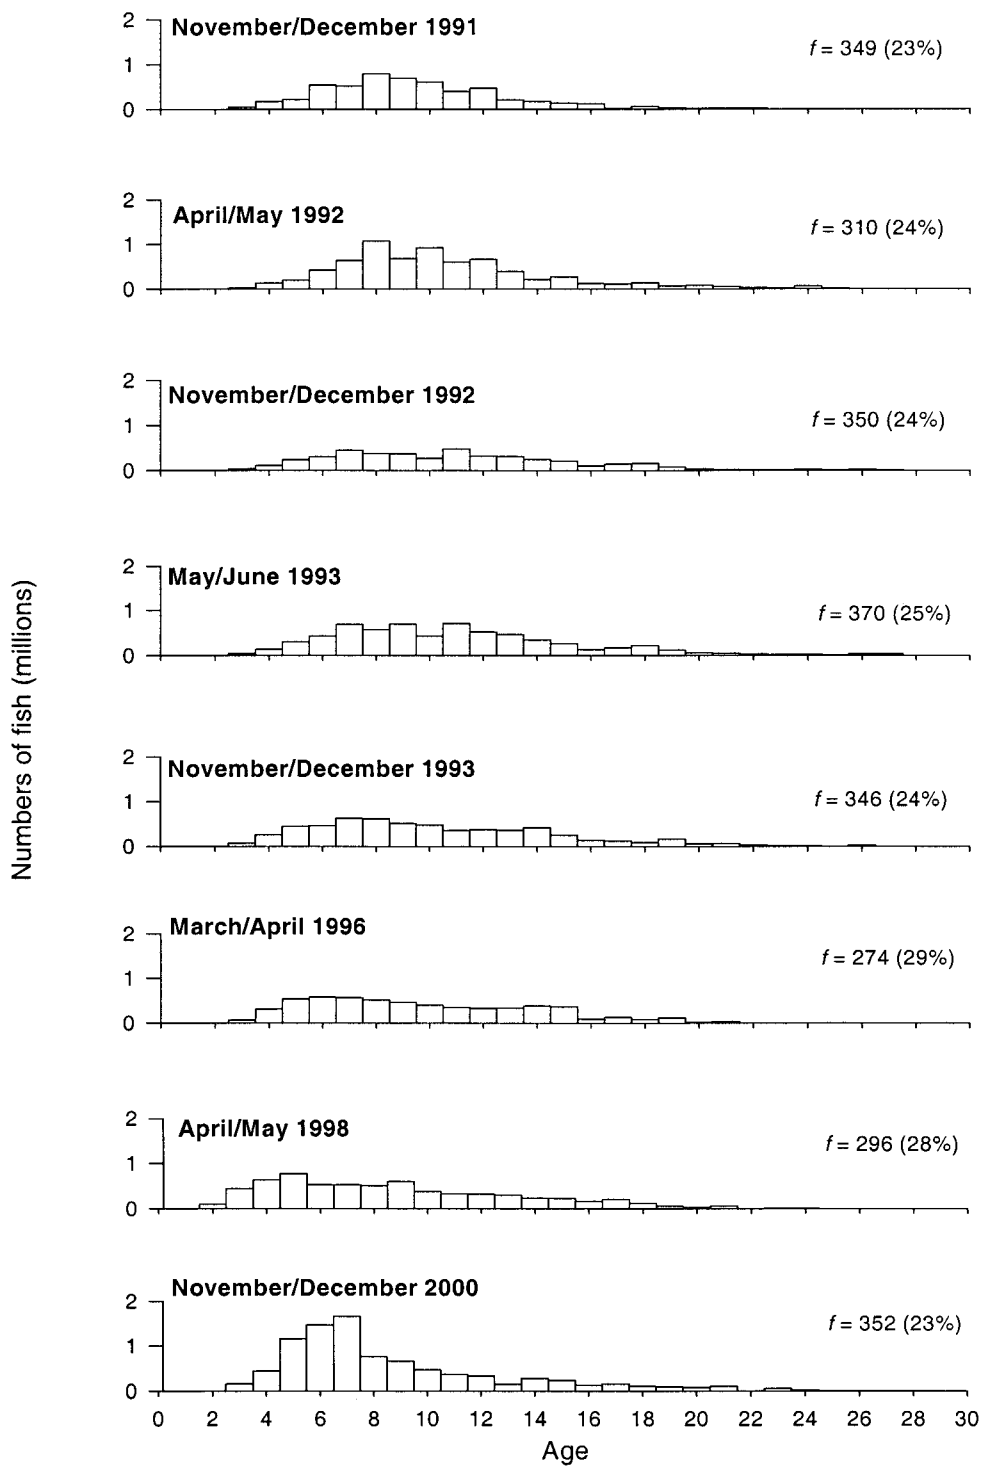 Numbers of fish (millions)
November/December 1991
f = 349 (23%)
2
1
0
April/May 1992
f = 310 (24%)
2
1
0
November/December 1992
f = 350 (24%)
2
1
0
May/June 1993
f = 370 (25%)
2
1
0
November/December 1993
f = 346 (24%)
2
1
0
March/April 1996
f = 274 (29%)
2
1
0
April/May 1998
f = 296 (28%)
2
1
0
November/December 2000
f = 352 (23%)
2
1
0
0 2 4 6 8 10 12 14 16 18 20 22 24 26 28 30
Age